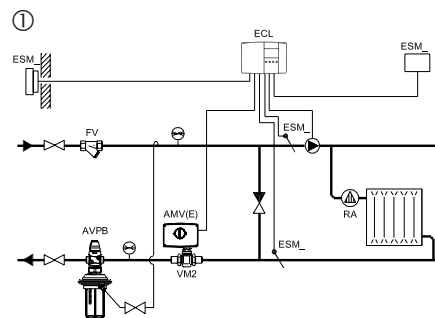 ①
ECL
ESM_
ESM_
FV
ESM_
AMV(E)
RA
AVPB
ESM_
VM2